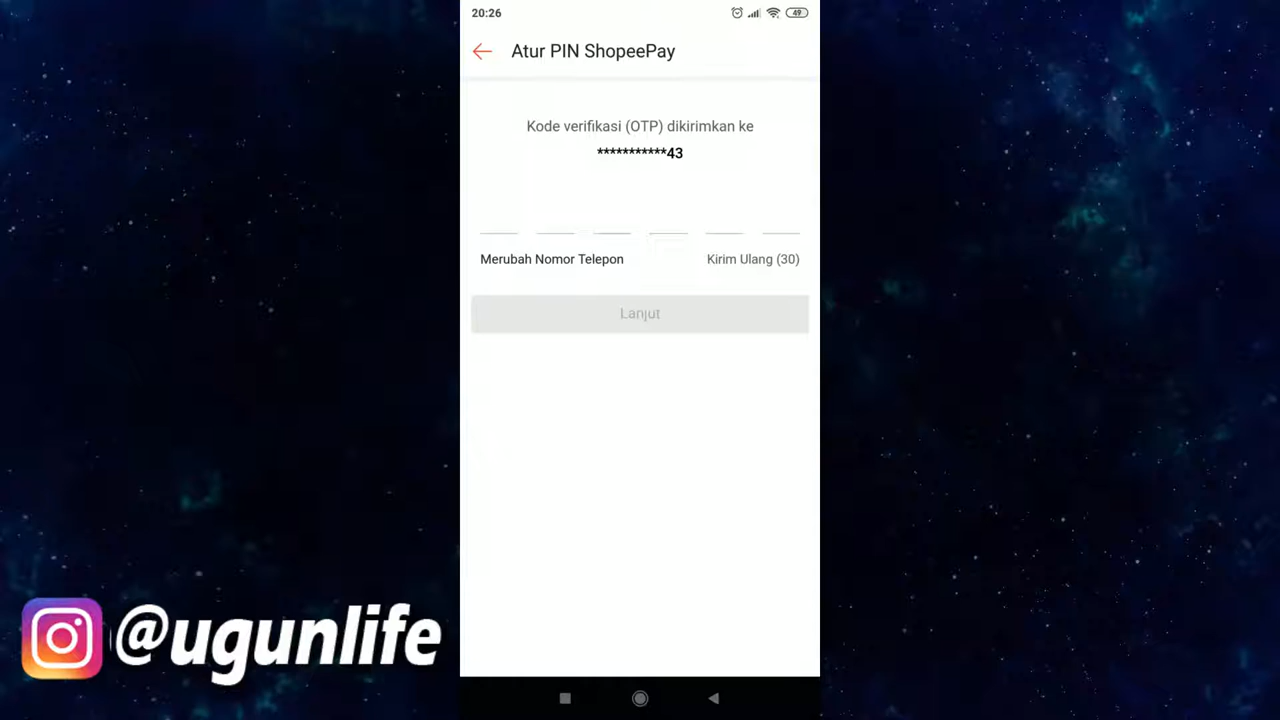 20:26
49
Atur PIN ShopeePay
Kode verifikasi (OTP) dikirimkan ke
***********43
Merubah Nomor Telepon
Kirim Ulang (30)
Lanjut
@ugunlife